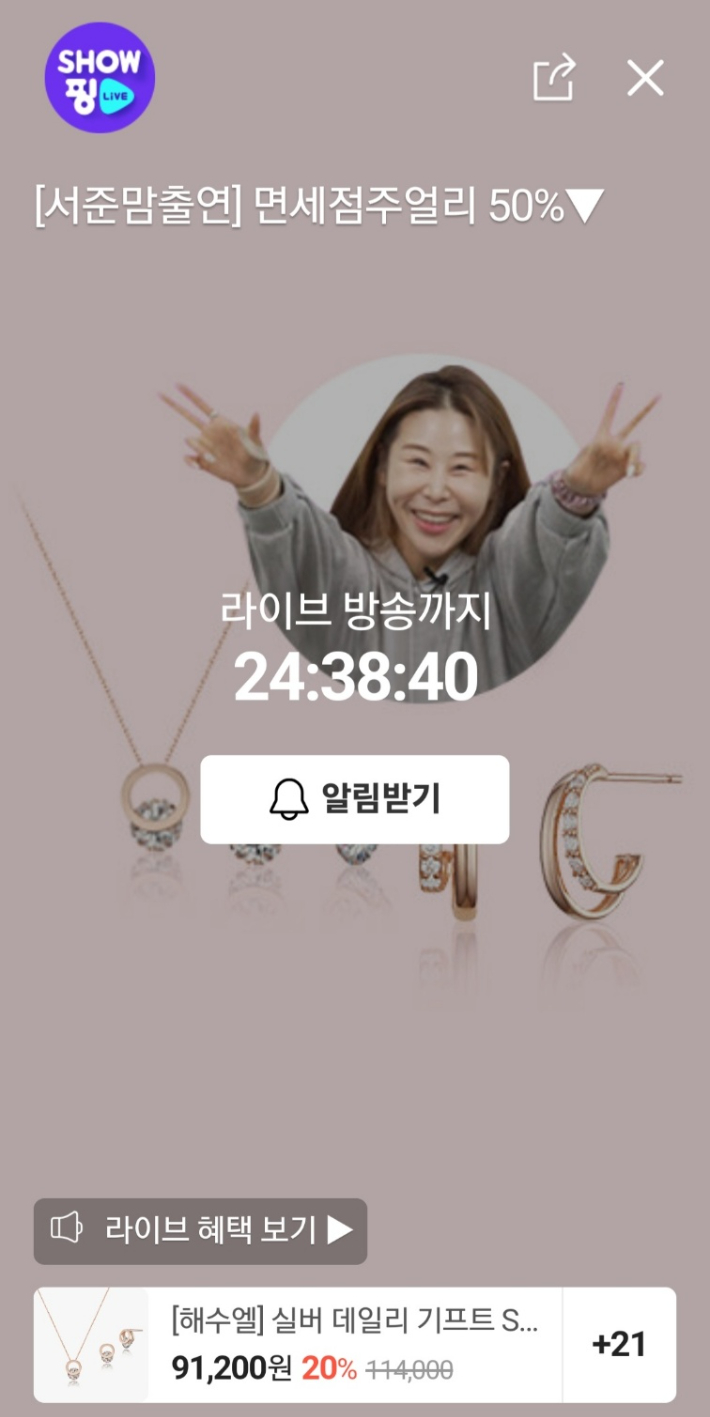 SHOW
핑 LIVE
[서준맘출연] 면세점주얼리 50%▼
라이브 방송까지
24:38:40
알림받기
라이브 혜택 보기 ▶
[해수엘] 실버 데일리 기프트 S...
91,200원 20% 114,000
+21